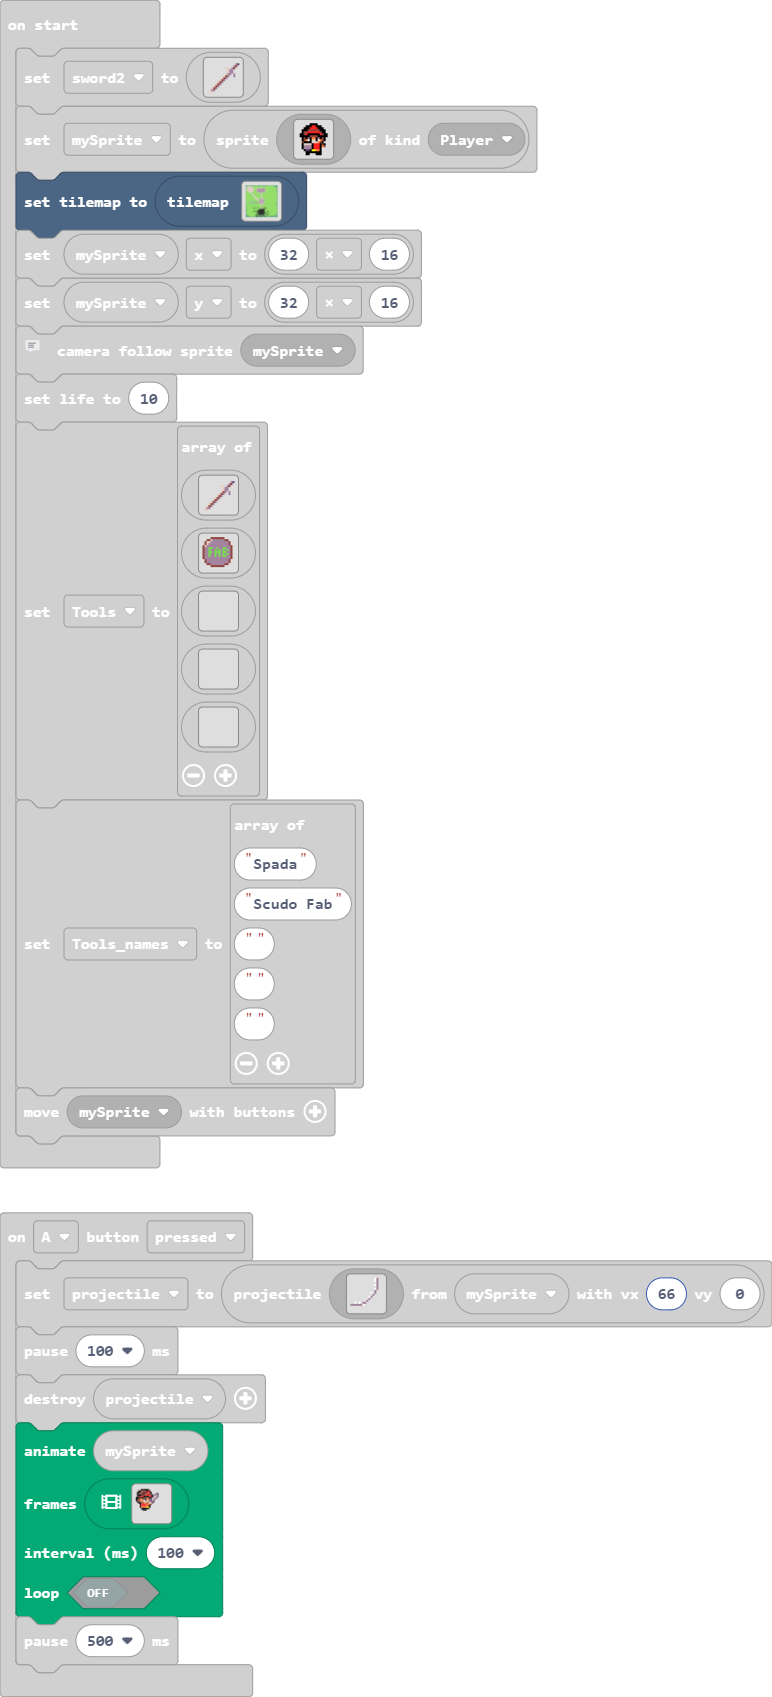 on start
set sword2 to
set mySprite to sprite of kind Player
set tilemap to tilemap
set mySprite x to 32 × 16
set mySprite y to 32 × 16
camera follow sprite mySprite
set life to 10
array of
FAB
set Tools to
array of
"Spada"
"Scudo Fab"
" "
set Tools_names to " "
" "
" "
move mySprite with buttons
on A button pressed
set projectile to projectile from mySprite with vx 66 vy 0
pause 100 ms
destroy projectile
animate mySprite
frames
interval (ms) 100
loop OFF
pause 500 ms